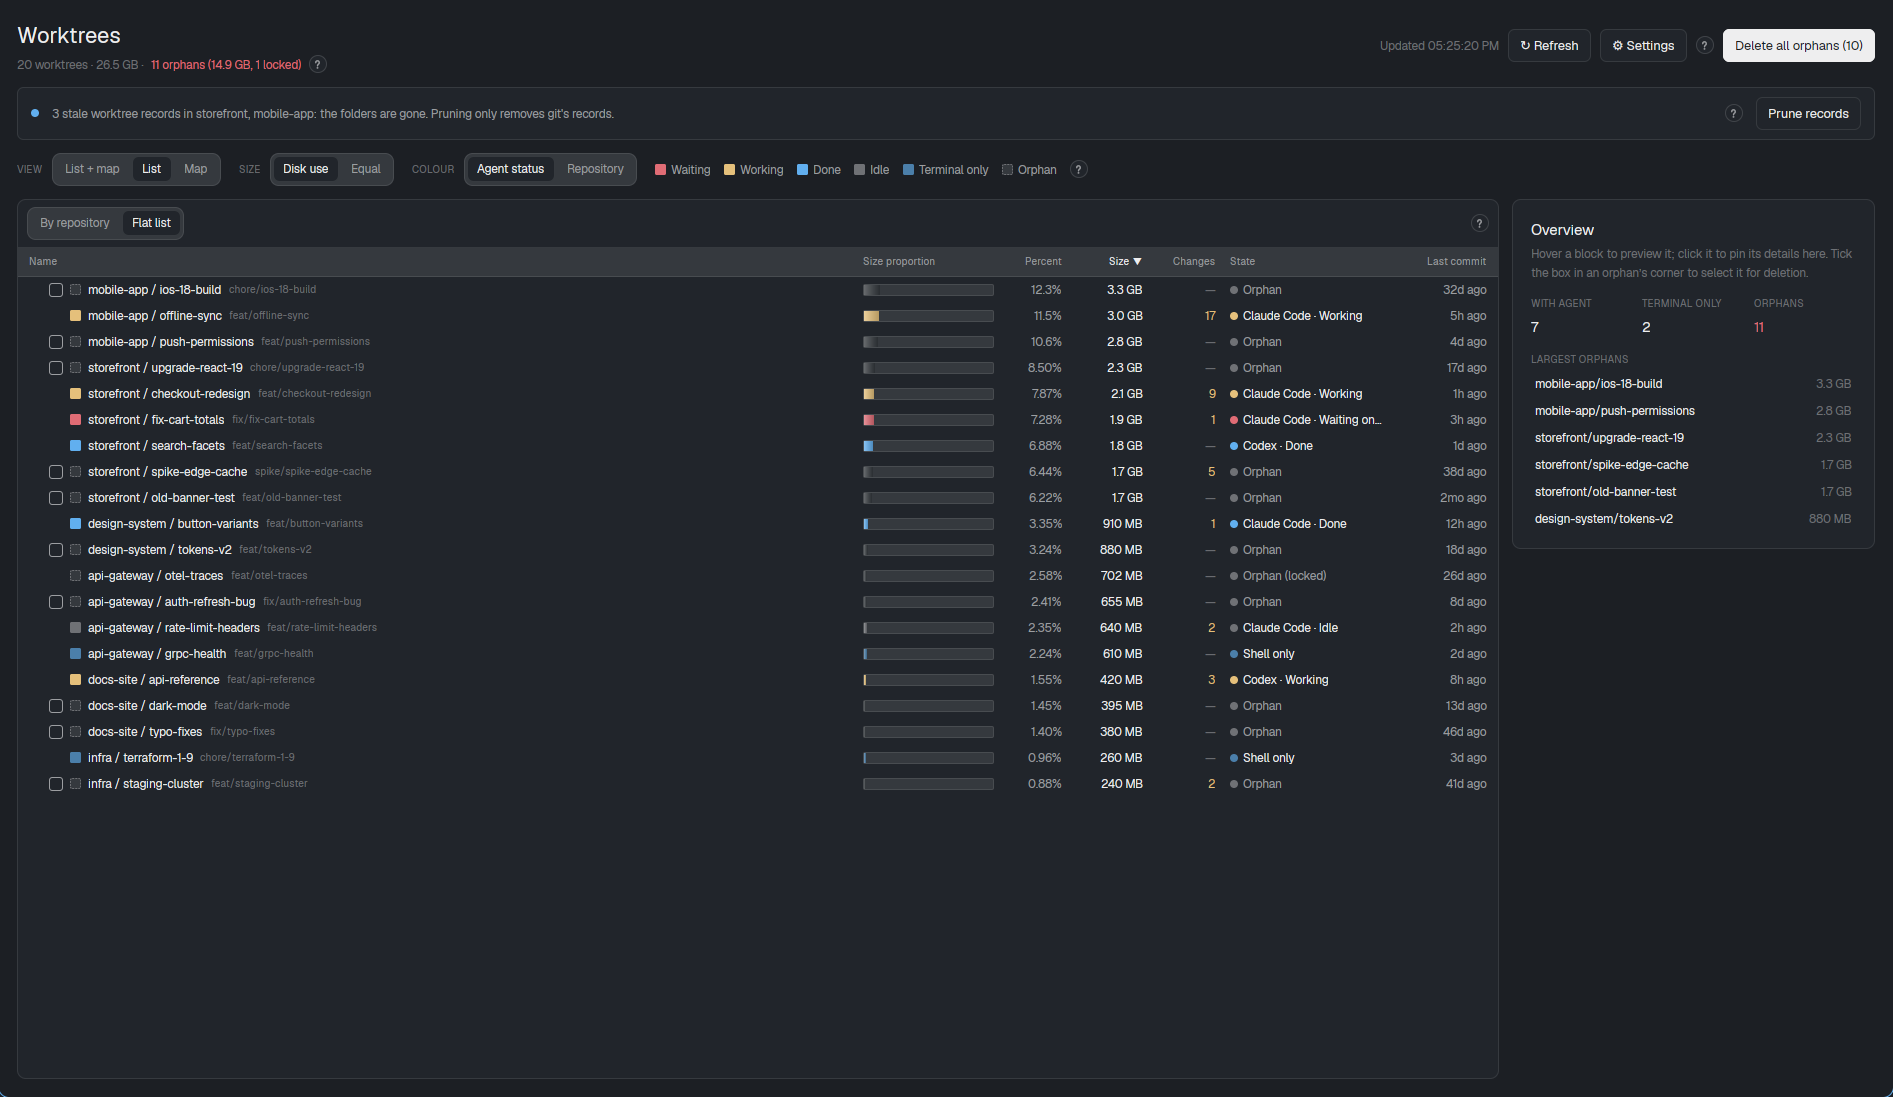 Worktrees
20 worktrees · 26.5 GB · 11 orphans (14.9 GB, 1 locked) ?
Updated 05:25:20 PM ↻ Refresh ⚙ Settings ? Delete all orphans (10)
3 stale worktree records in storefront, mobile-app: the folders are gone. Pruning only removes git's records. ? Prune records
VIEW List + map List Map SIZE Disk use Equal COLOUR Agent status Repository Waiting Working Done Idle Terminal only Orphan ?
By repository Flat list ?
Name Size proportion Percent Size ▼ Changes State Last commit
mobile-app / ios-18-build chore/ios-18-build 12.3% 3.3 GB — Orphan 32d ago
mobile-app / offline-sync feat/offline-sync 11.5% 3.0 GB 17 Claude Code · Working 5h ago
mobile-app / push-permissions feat/push-permissions 10.6% 2.8 GB — Orphan 4d ago
storefront / upgrade-react-19 chore/upgrade-react-19 8.50% 2.3 GB — Orphan 17d ago
storefront / checkout-redesign feat/checkout-redesign 7.87% 2.1 GB 9 Claude Code · Working 1h ago
storefront / fix-cart-totals fix/fix-cart-totals 7.28% 1.9 GB 1 Claude Code · Waiting on... 3h ago
storefront / search-facets feat/search-facets 6.88% 1.8 GB — Codex · Done 1d ago
storefront / spike-edge-cache spike/spike-edge-cache 6.44% 1.7 GB 5 Orphan 38d ago
storefront / old-banner-test feat/old-banner-test 6.22% 1.7 GB — Orphan 2mo ago
design-system / button-variants feat/button-variants 3.35% 910 MB 1 Claude Code · Done 12h ago
design-system / tokens-v2 feat/tokens-v2 3.24% 880 MB — Orphan 18d ago
api-gateway / otel-traces feat/otel-traces 2.58% 702 MB — Orphan (locked) 26d ago
api-gateway / auth-refresh-bug fix/auth-refresh-bug 2.41% 655 MB — Orphan 8d ago
api-gateway / rate-limit-headers feat/rate-limit-headers 2.35% 640 MB 2 Claude Code · Idle 2h ago
api-gateway / grpc-health feat/grpc-health 2.24% 610 MB — Shell only 2d ago
docs-site / api-reference feat/api-reference 1.55% 420 MB 3 Codex · Working 8h ago
docs-site / dark-mode feat/dark-mode 1.45% 395 MB — Orphan 13d ago
docs-site / typo-fixes fix/typo-fixes 1.40% 380 MB — Orphan 46d ago
infra / terraform-1-9 chore/terraform-1-9 0.96% 260 MB — Shell only 3d ago
infra / staging-cluster feat/staging-cluster 0.88% 240 MB 2 Orphan 41d ago
Overview
Hover a block to preview it; click it to pin its details here. Tick
the box in an orphan's corner to select it for deletion.
WITH AGENT TERMINAL ONLY ORPHANS
7 2 11
LARGEST ORPHANS
mobile-app/ios-18-build 3.3 GB
mobile-app/push-permissions 2.8 GB
storefront/upgrade-react-19 2.3 GB
storefront/spike-edge-cache 1.7 GB
storefront/old-banner-test 1.7 GB
design-system/tokens-v2 880 MB